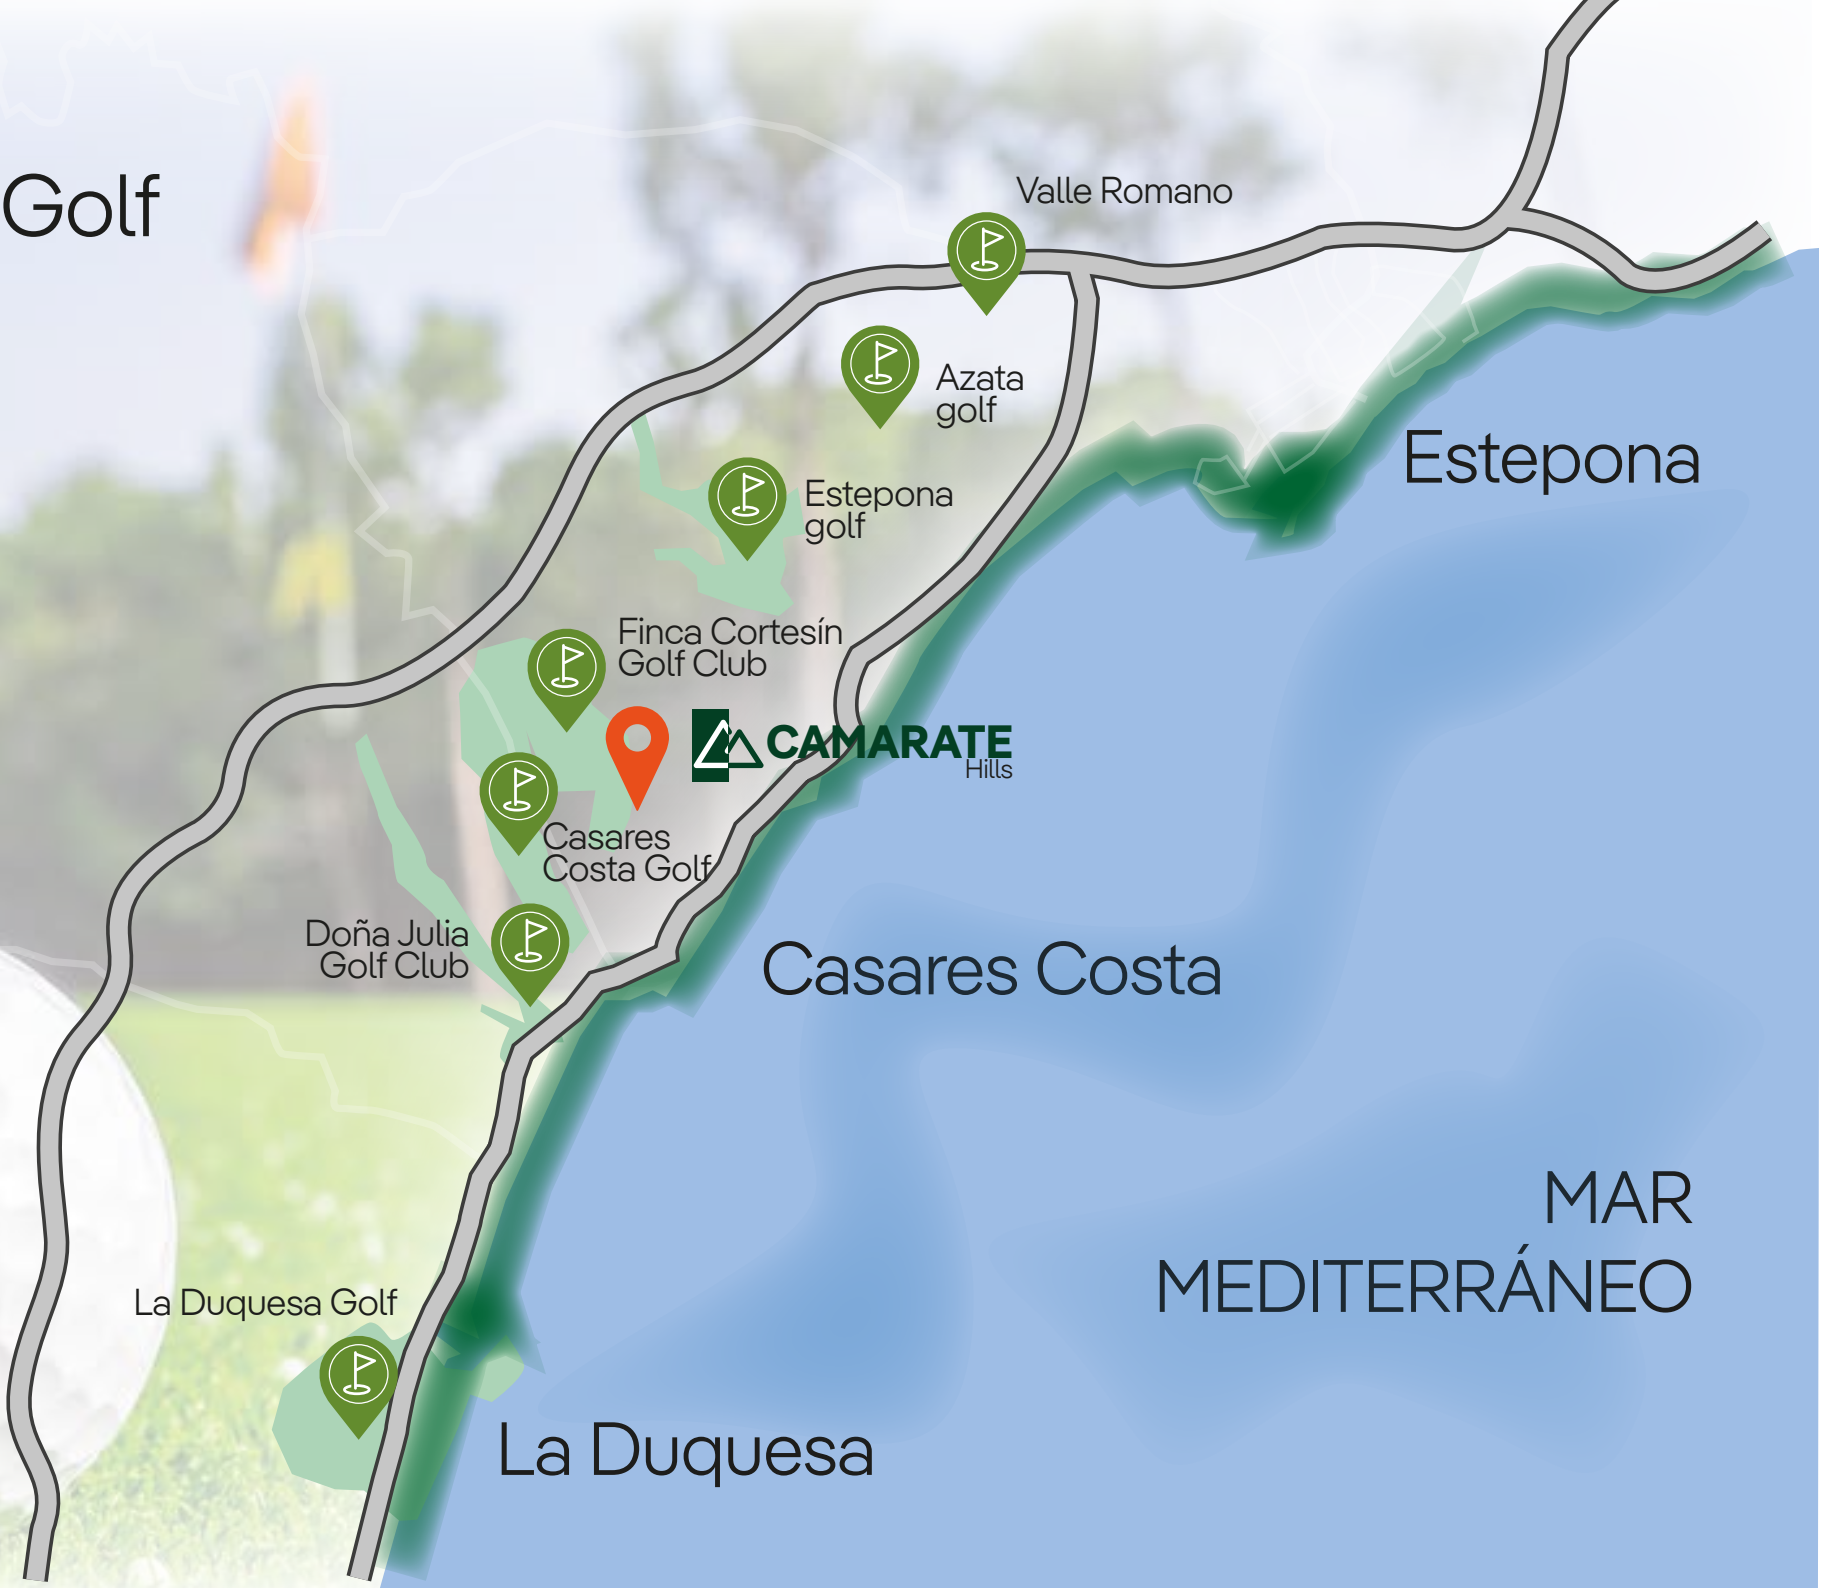 Golf
Valle Romano
Azata
golf
Estepona
Estepona
golf
Finca Cortesín
Golf Club
CAMARATE
Hills
Casares
Costa Golf
Doña Julia
Golf Club
Casares Costa
MAR
MEDITERRÁNEO
La Duquesa Golf
La Duquesa